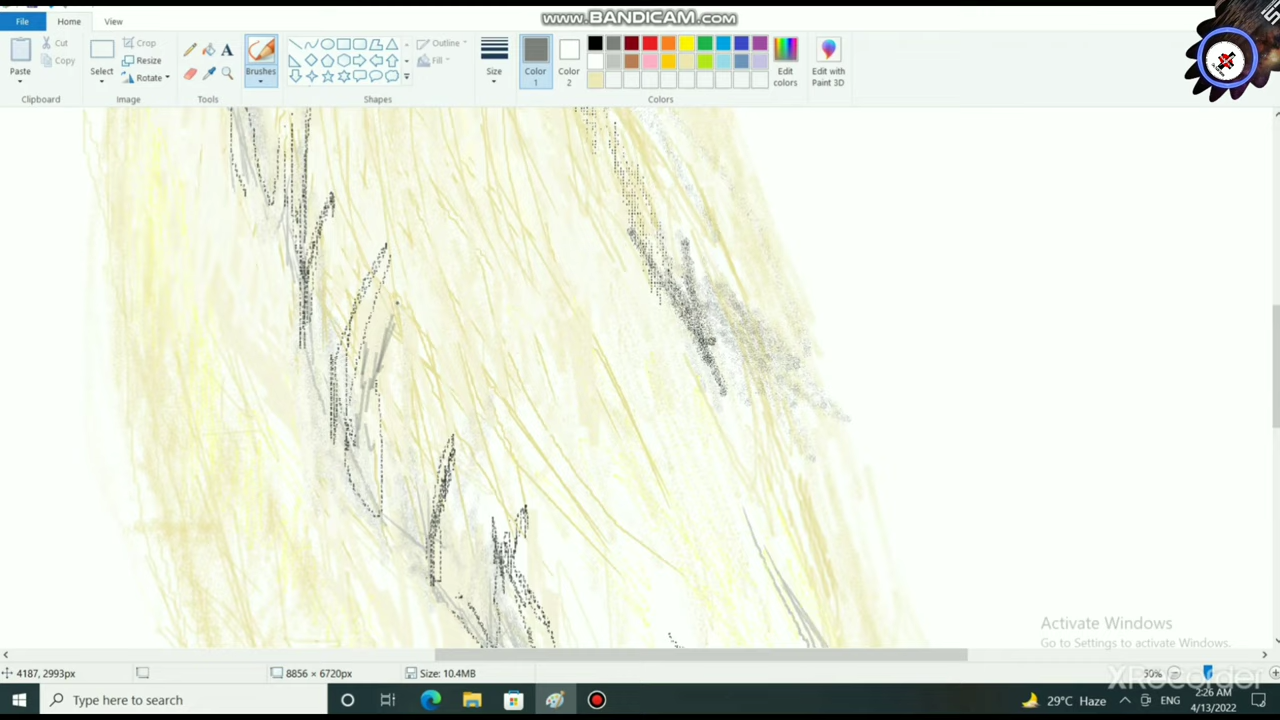 www.BANDICAM.com
File Home View
Paste
Cut
Copy
Clipboard
Select
Crop
Resize
Rotate
Image
A
Tools
Brushes
Outline
Fill
Shapes
Size
Color 1
Color 2
Edit colors
Edit with Paint 3D
Colors
Activate Windows
Go to Settings to activate Windows.
4187, 2993px
8856 × 6720px
Size: 10.4MB
XRecorder
Type here to search
29°C Haze
ENG
2:26 AM
4/13/2022